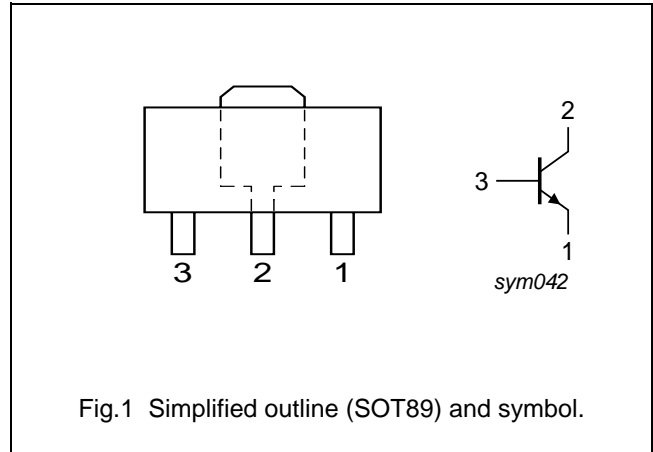 2
3
1
sym042
3 2 1
Fig.1 Simplified outline (SOT89) and symbol.